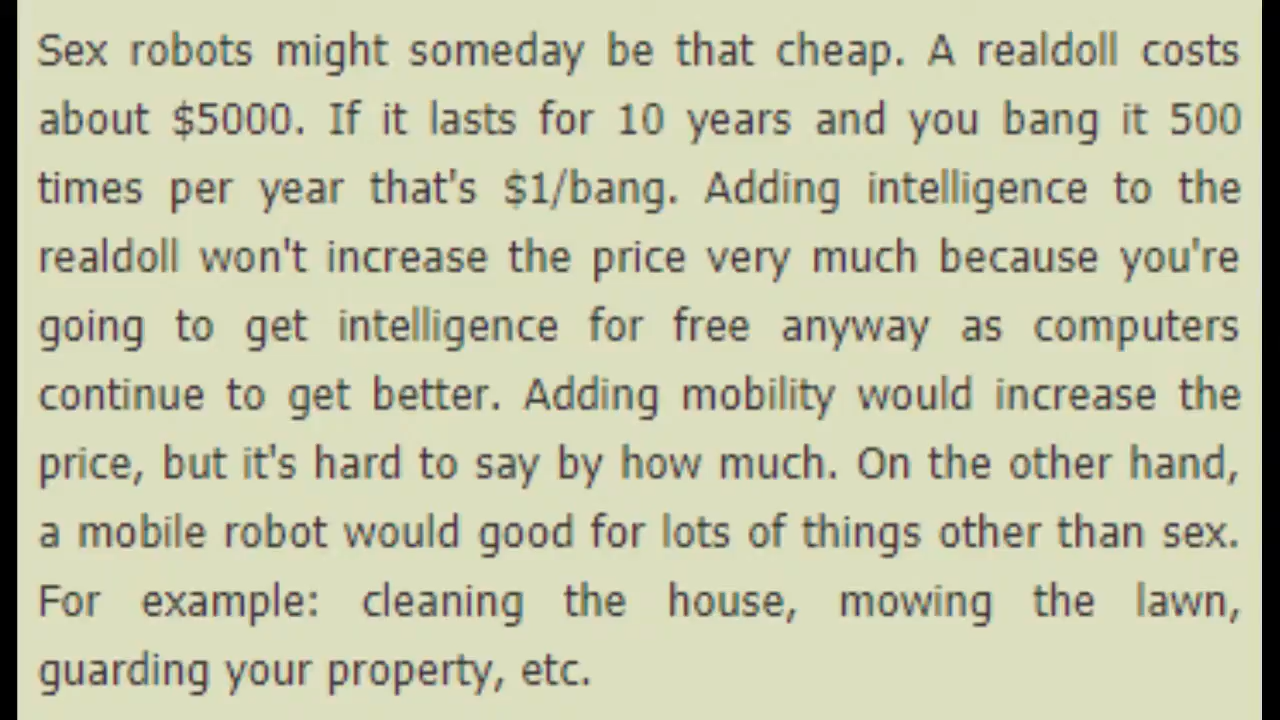 Sex robots might someday be that cheap. A realdoll costs
about $5000. If it lasts for 10 years and you bang it 500
times per year that's $1/bang. Adding intelligence to the
realdoll won't increase the price very much because you're
going to get intelligence for free anyway as computers
continue to get better. Adding mobility would increase the
price, but it's hard to say by how much. On the other hand,
a mobile robot would good for lots of things other than sex.
For example: cleaning the house, mowing the lawn,
guarding your property, etc.